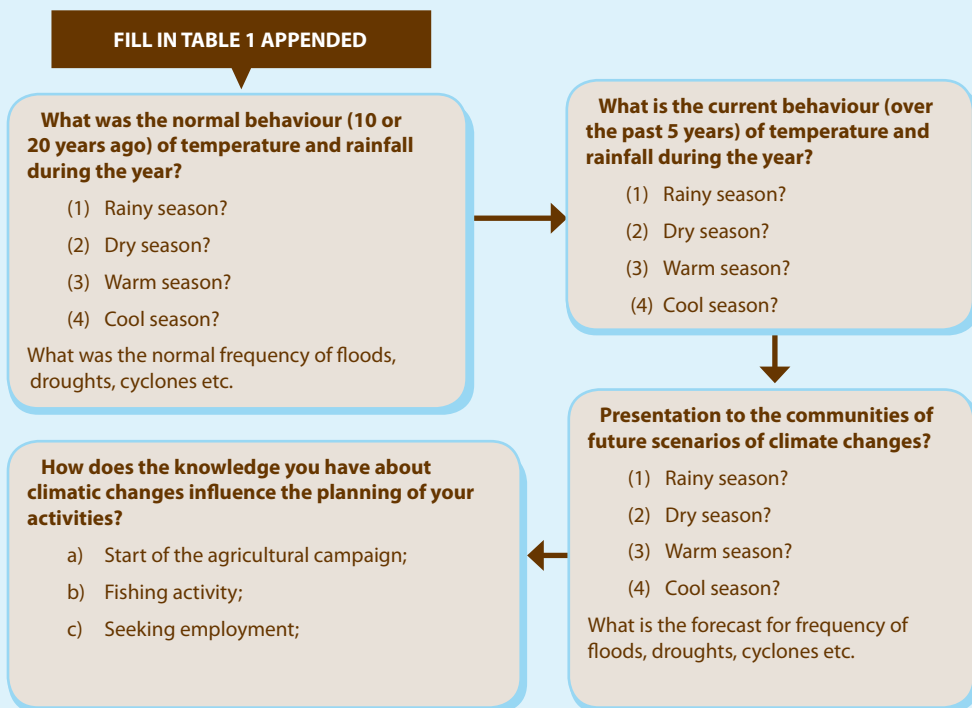 FILL IN TABLE 1 APPENDED
What was the normal behaviour (10 or
20 years ago) of temperature and rainfall
during the year?
(1) Rainy season?
(2) Dry season?
(3) Warm season?
(4) Cool season?
What was the normal frequency of floods,
droughts, cyclones etc.
What is the current behaviour (over
the past 5 years) of temperature and
rainfall during the year?
(1) Rainy season?
(2) Dry season?
(3) Warm season?
(4) Cool season?
Presentation to the communities of
future scenarios of climate changes?
(1) Rainy season?
(2) Dry season?
(3) Warm season?
(4) Cool season?
What is the forecast for frequency of
floods, droughts, cyclones etc.
How does the knowledge you have about
climatic changes influence the planning of your
activities?
a) Start of the agricultural campaign;
b) Fishing activity;
c) Seeking employment;